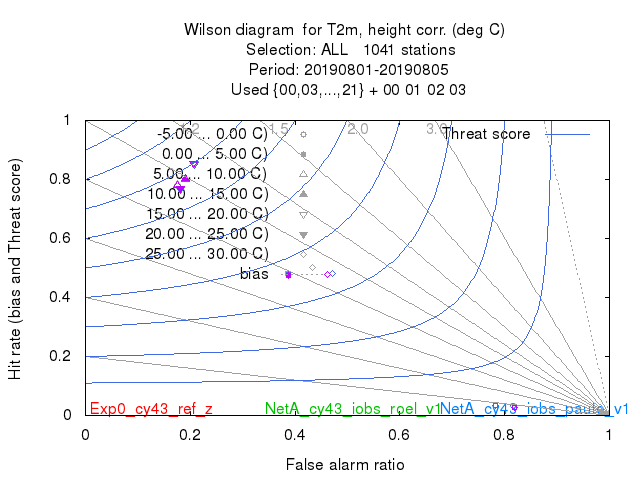 Wilson diagram  for T2m, height corr. (deg C)
Selection: ALL   1041 stations
Period: 20190801-20190805
Used {00,03,...,21} + 00 01 02 03
1
0.8
0.6
0.4
0.2
0
Hit rate (bias and Threat score)
1.2
1.5
2.0
3.0
Threat score
-5.00 ... 0.00 C)
0.00 ... 5.00 C)
5.00 ... 10.00 C)
10.00 ... 15.00 C)
15.00 ... 20.00 C)
20.00 ... 25.00 C)
25.00 ... 30.00 C)
bias
Exp0_cy43_ref_z
NetA_cy43_iobs_roel_v1
NetA_cy43_iobs_paulo_v1
0
0.2
0.4
0.6
0.8
1
False alarm ratio